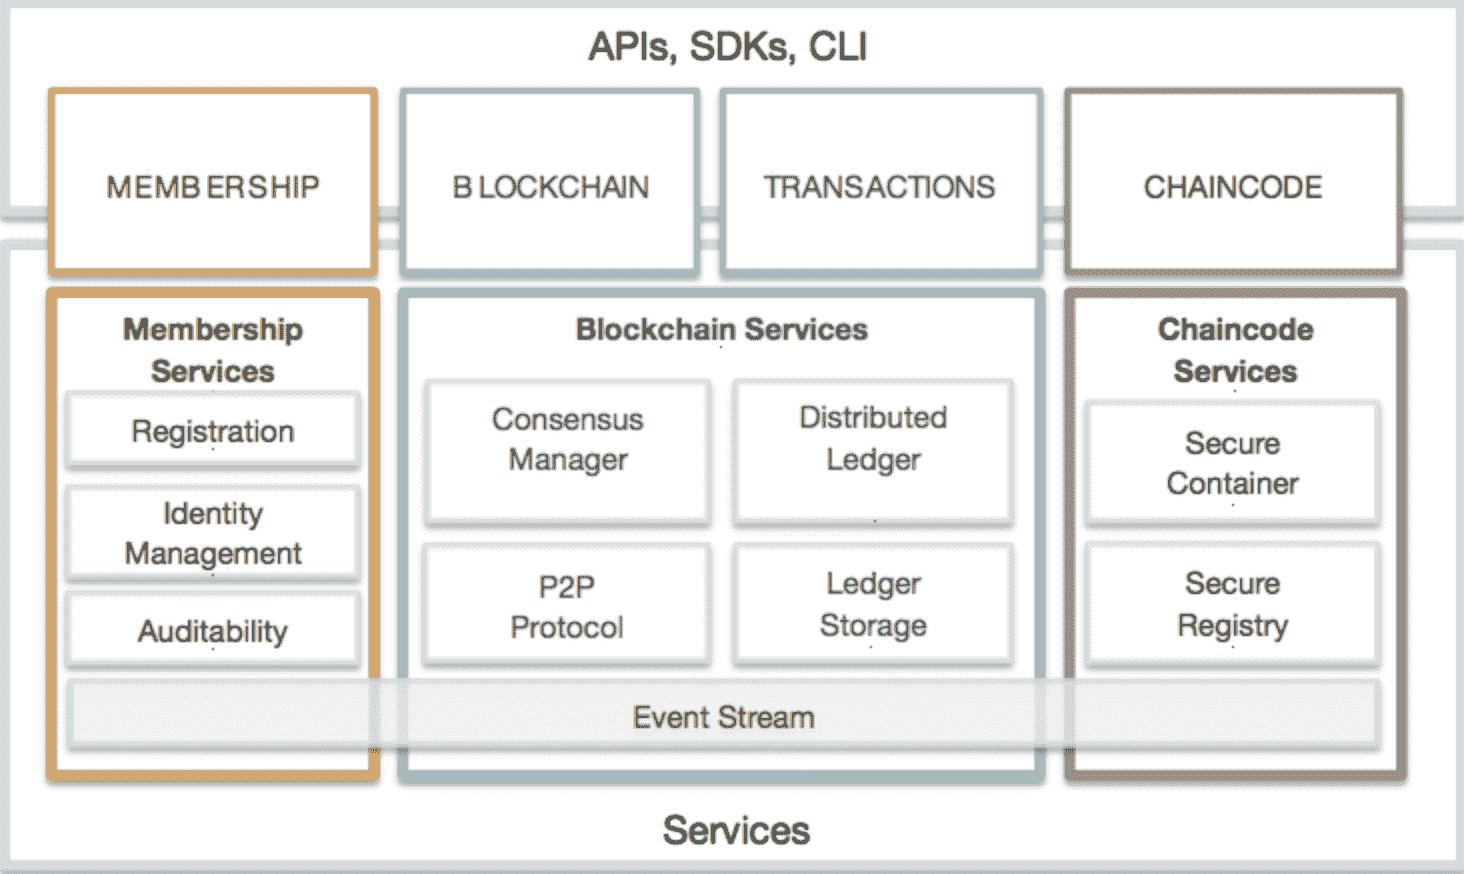 APIs, SDKs, CLI
MEMBERSHIP
BLOCKCHAIN
TRANSACTIONS
CHAINCODE
Membership
Services
Registration
Identity
Management
Auditability
Blockchain Services
Consensus
Manager
Distributed
Ledger
P2P
Protocol
Ledger
Storage
Chaincode
Services
Secure
Container
Secure
Registry
Event Stream
Services